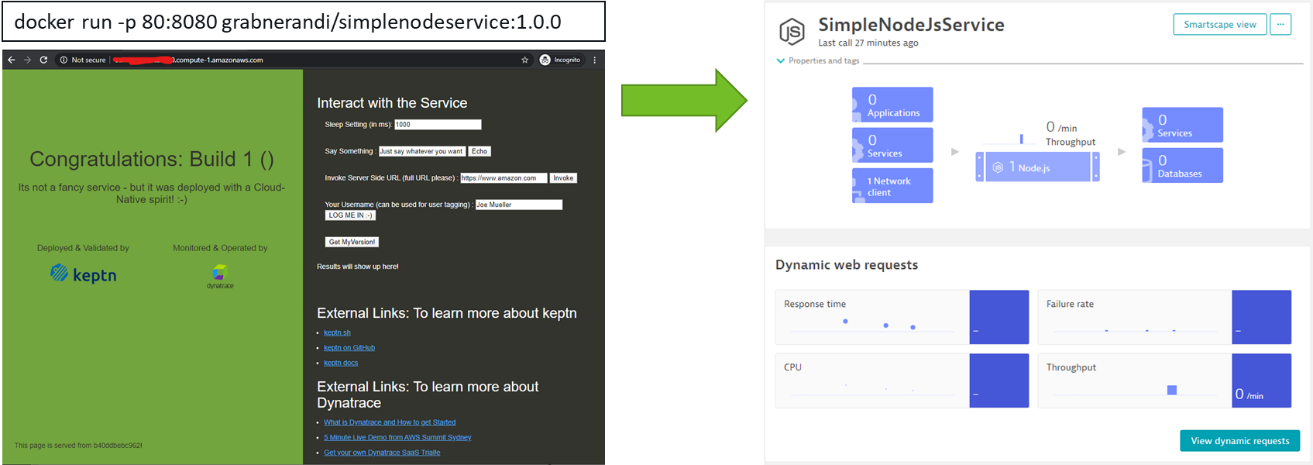 docker run -p 80:8080 grabnerandi/simplenodeservice:1.0.0
Not secure
0.compute-1.amazonaws.com
Incognito
Congratulations: Build 1 ()
Its not a fancy service - but it was deployed with a Cloud-
Native spirit! :-)
Deployed & Validated by
Monitored & Operated by
keptn
dynatrace
This page is served from
Interact with the Service
Sleep Setting (in ms): 1000
Say Something : Just say whatever you want Echo
Invoke Server Side URL (full URL please) : https://www.amazon.com Invoke
Your Username (can be used for user tagging) : Joe Mueller
LOG ME IN :-)
Get MyVersion!
Results will show up here!
External Links: To learn more about keptn
keptn.sh
keptn on GitHub
keptn docs
External Links: To learn more about
Dynatrace
What is Dynatrace and How to get Started
5 Minute Live Demo from AWS Summit Sydney
Get your own Dynatrace SaaS Trialfe
JS
SimpleNodeJsService
Last call 27 minutes ago
Smartscape view
...
Properties and tags
0
Applications
0
Services
1 Network
client
0 /min
Throughput
1 Node.js
0
Services
0
Databases
Dynamic web requests
Response time
–
Failure rate
–
CPU
–
Throughput
0 /min
View dynamic requests